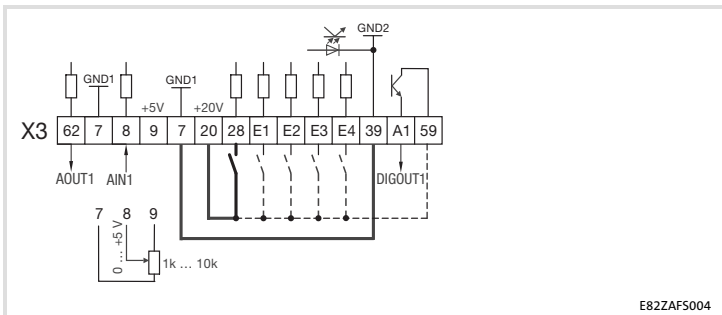 GND2
GND1
GND1
+5V
+20V
X3 62 7 8 9 7 20 28 E1 E2 E3 E4 39 A1 59
AOUT1 AIN1 DIGOUT1
7 8 9
0 ... +5 V
1k ... 10k
E82ZAFS004